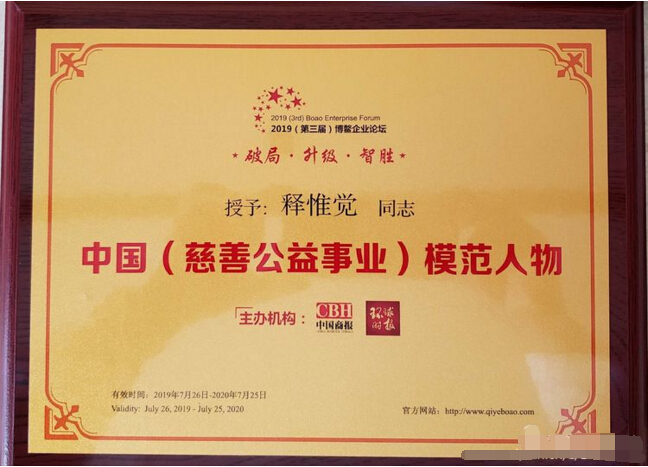 2019 (3rd) Boao Enterprise Forum
2019（第三届）博鳌企业论坛
破局·升级·智胜
授予: 释惟觉 同志
中国（慈善公益事业）模范人物
主办机构: CBH 中国商报 环球时报
有效时间: 2019年7月26日-2020年7月25日
Validity: July 26, 2019 - July 25, 2020
官方网站: http://www.qiyeboao.com